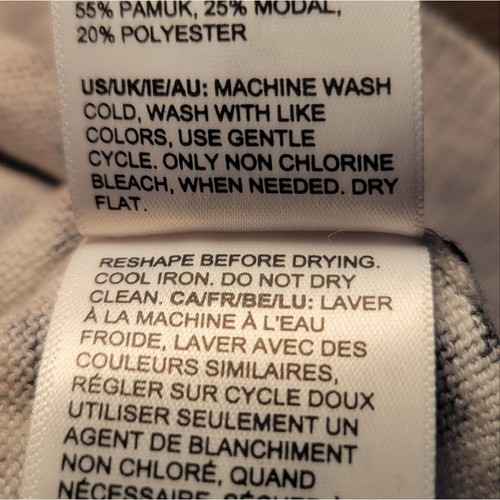 55% PAMUK, 25% MODAL,
20% POLYESTER
US/UK/IE/AU: MACHINE WASH
COLD, WASH WITH LIKE
COLORS, USE GENTLE
CYCLE. ONLY NON CHLORINE
BLEACH, WHEN NEEDED. DRY
FLAT.
RESHAPE BEFORE DRYING.
COOL IRON. DO NOT DRY
CLEAN. CA/FR/BE/LU: LAVER
À LA MACHINE À L'EAU
FROIDE, LAVER AVEC DES
COULEURS SIMILAIRES,
RÉGLER SUR CYCLE DOUX
UTILISER SEULEMENT UN
AGENT DE BLANCHIMENT
NON CHLORÉ, QUAND
NÉCESSAIRE. SÉCHER À